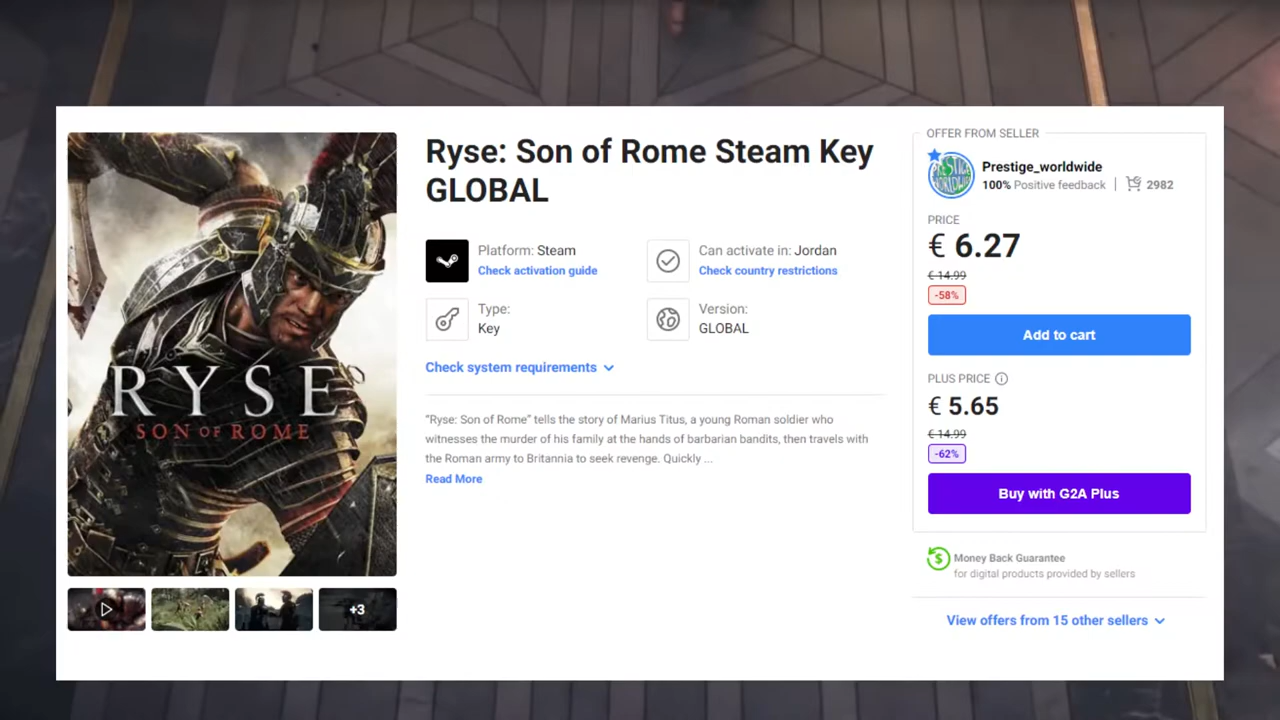 RYSE
SON OF ROME
+3
Ryse: Son of Rome Steam Key
GLOBAL
Platform: Steam
Check activation guide
Can activate in: Jordan
Check country restrictions
Type:
Key
Version:
GLOBAL
Check system requirements
“Ryse: Son of Rome” tells the story of Marius Titus, a young Roman soldier who
witnesses the murder of his family at the hands of barbarian bandits, then travels with
the Roman army to Britannia to seek revenge. Quickly ...
Read More
OFFER FROM SELLER
PRESTIGE WORLDWIDE
Prestige_worldwide
100% Positive feedback | 2982
PRICE
€ 6.27
€ 14.99
-58%
Add to cart
PLUS PRICE
€ 5.65
€ 14.99
-62%
Buy with G2A Plus
Money Back Guarantee
for digital products provided by sellers
View offers from 15 other sellers